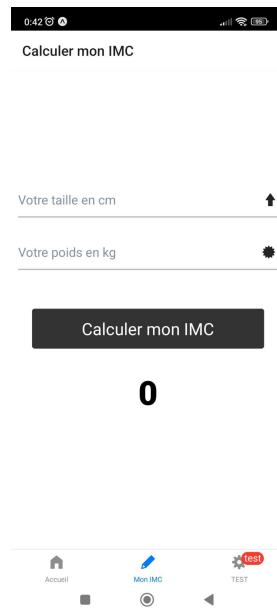 0:42
95
Calculer mon IMC
Votre taille en cm
Votre poids en kg
Calculer mon IMC
0
test
Accueil
Mon IMC
TEST